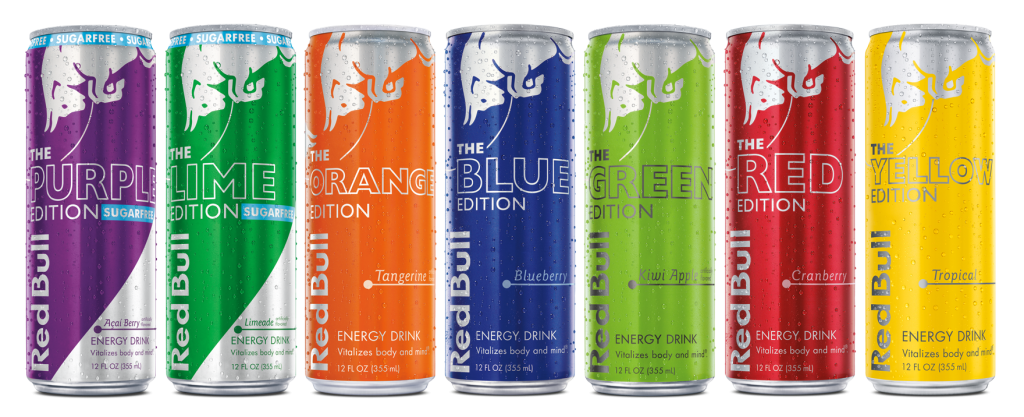 FREE • SUGARFREE • SUG
THE
PURPLE
EDITION SUGARFREE
Red Bull
Açaí Berry
ENERGY DRINK
Vitalizes body and mind®.
12 FL OZ (355 mL)
FREE • SUGARFREE • SUG
THE
LIME
EDITION SUGARFREE
Red Bull
Limeade
ENERGY DRINK
Vitalizes body and mind®.
12 FL OZ (355 mL)
THE
ORANGE
EDITION
Red Bull
Tangerine
ENERGY DRINK
Vitalizes body and mind®.
12 FL OZ (355 mL)
THE
BLUE
EDITION
Red Bull
Blueberry
ENERGY DRINK
Vitalizes body and mind®.
12 FL OZ (355 mL)
THE
GREEN
EDITION
Red Bull
Kiwi Apple
ENERGY DRINK
Vitalizes body and mind®.
12 FL OZ (355 mL)
THE
RED
EDITION
Red Bull
Cranberry
ENERGY DRINK
Vitalizes body and mind®.
12 FL OZ (355 mL)
THE
YELLOW
EDITION
Red Bull
Tropical
ENERGY DRINK
Vitalizes body and mind®.
12 FL OZ (355 mL)